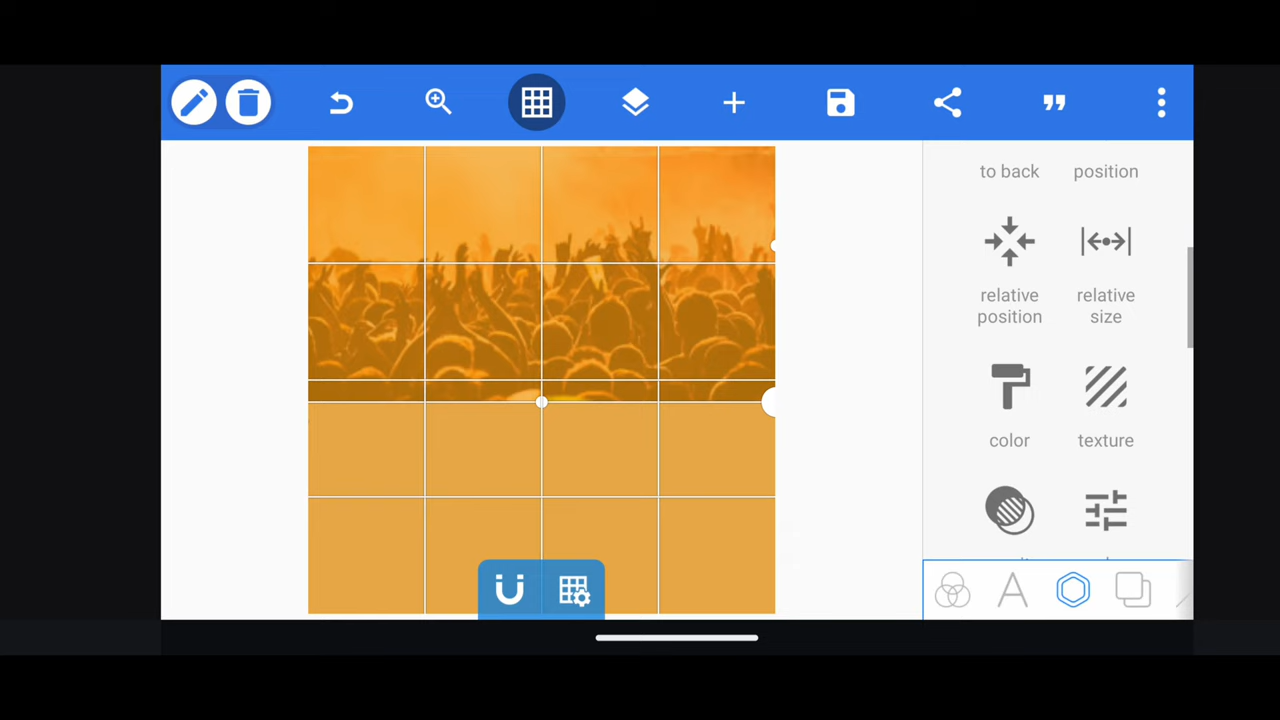 to back
position
relative
position
relative
size
color
texture